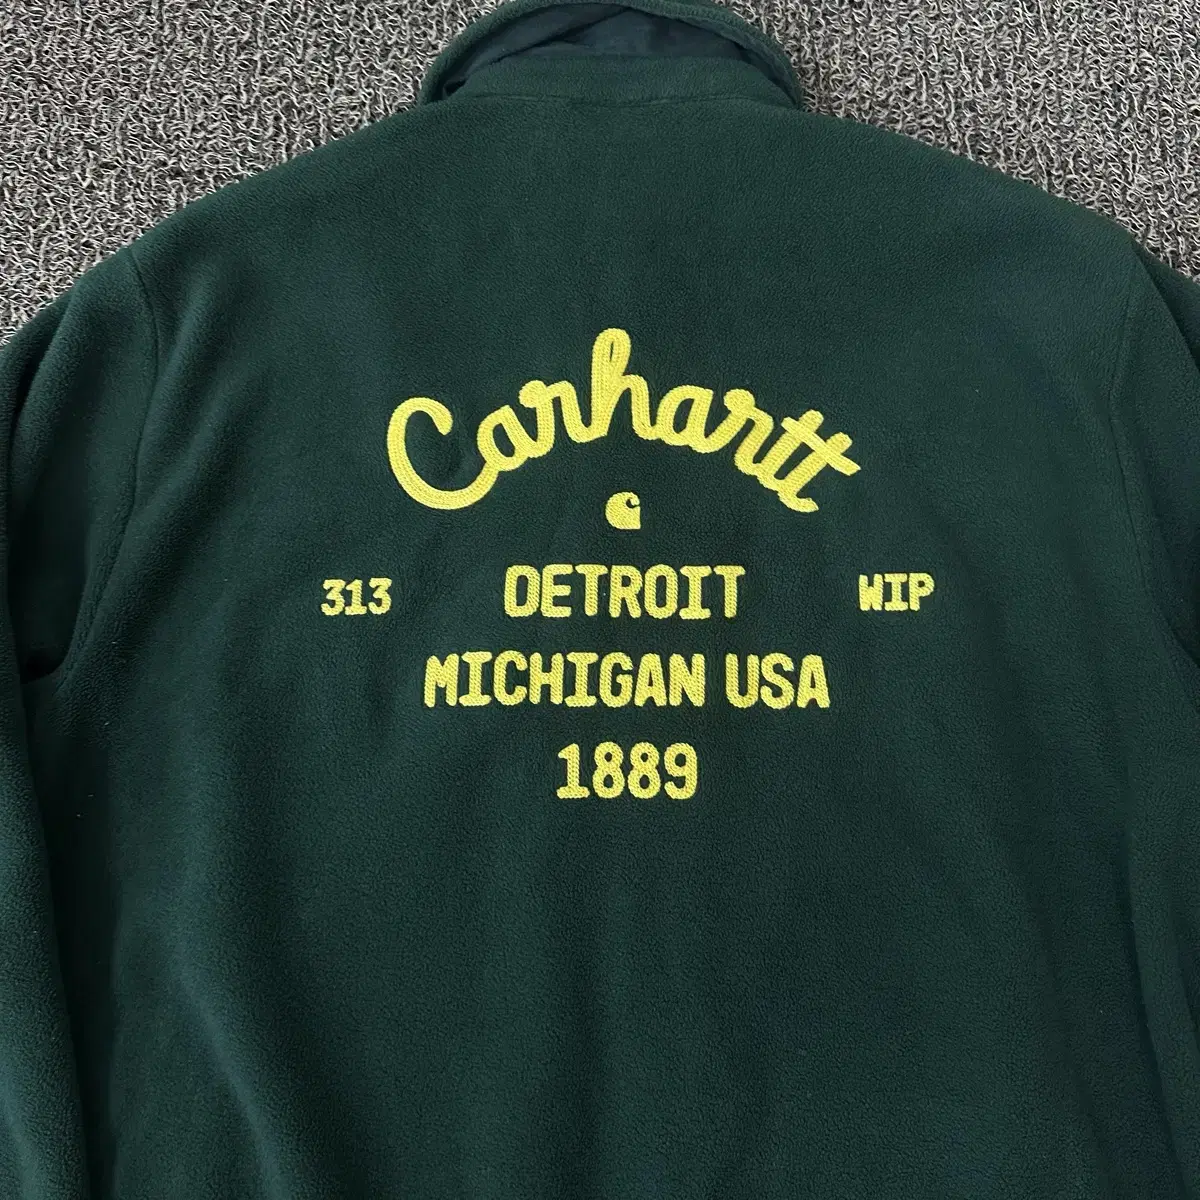 Carhartt
313 DETROIT WIP
MICHIGAN USA
1889